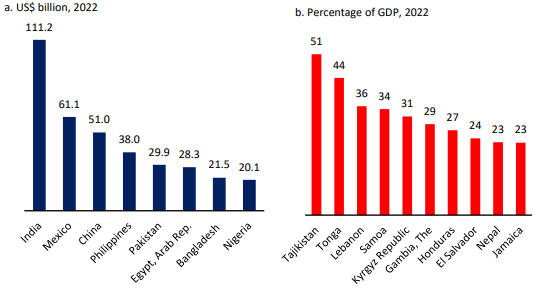 a. US$ billion, 2022
111.2
61.1
51.0
38.0
29.9
28.3
21.5
20.1
India
Mexico
China
Philippines
Pakistan
Egypt, Arab Rep.
Bangladesh
Nigeria
b. Percentage of GDP, 2022
51
44
36
34
31
29
27
24
23
23
Tajikistan
Tonga
Lebanon
Samoa
Kyrgyz Republic
Gambia, The
Honduras
El Salvador
Nepal
Jamaica